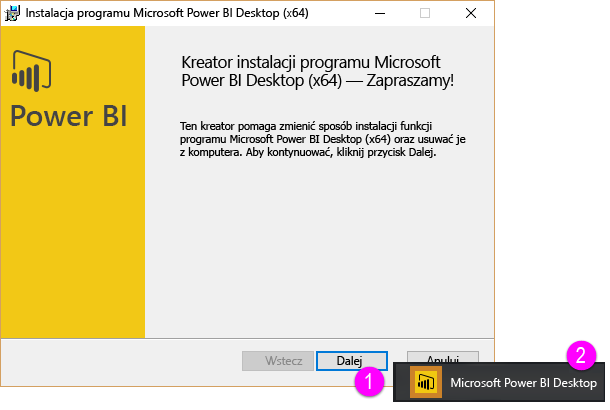 Instalacja programu Microsoft Power BI Desktop (x64)
Power BI
Kreator instalacji programu Microsoft
Power BI Desktop (x64) — Zapraszamy!
Ten kreator pomaga zmienić sposób instalacji funkcji
programu Microsoft Power BI Desktop (x64) oraz usuwać je
z komputera. Aby kontynuować, kliknij przycisk Dalej.
Wstecz
Dalej
Anuluj
1
2
Microsoft Power BI Desktop